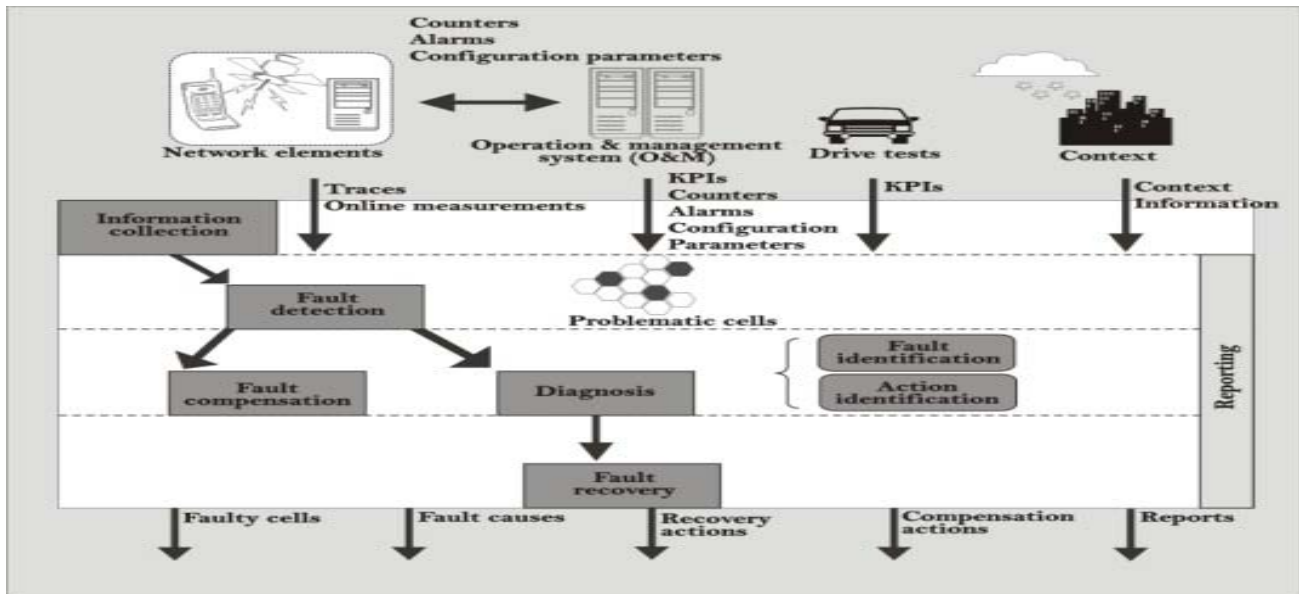 Counters
Alarms
Configuration parameters
Network elements
Operation & management
system (O&M)
Drive tests
Context
Traces
Online measurements
KPIs
Counters
Alarms
Configuration
Parameters
KPIs
Context
Information
Information
collection
Fault
detection
Problematic cells
Fault
compensation
Diagnosis
Fault
identification
Action
identification
Reporting
Fault
recovery
Faulty cells
Fault causes
Recovery
actions
Compensation
actions
Reports